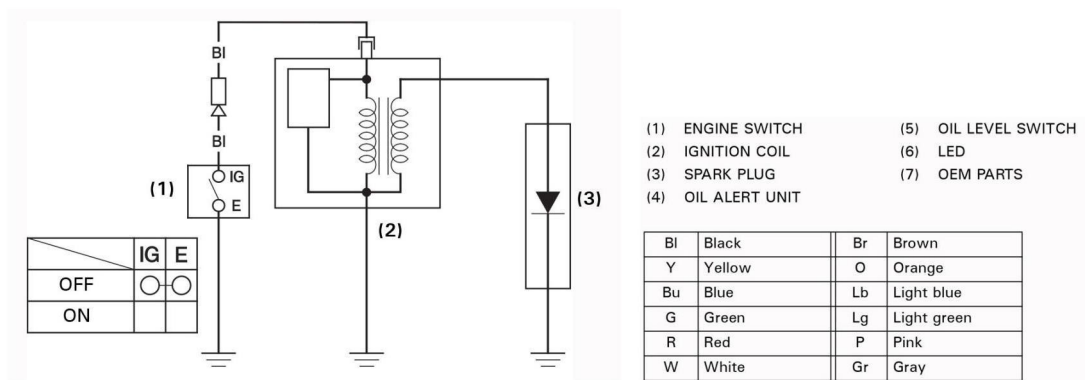 Bl
Bl
IG
E
(1)
(2)
(3)
IG E
OFF
ON
(1) ENGINE SWITCH
(2) IGNITION COIL
(3) SPARK PLUG
(4) OIL ALERT UNIT
(5) OIL LEVEL SWITCH
(6) LED
(7) OEM PARTS
Bl Black Br Brown
Y Yellow O Orange
Bu Blue Lb Light blue
G Green Lg Light green
R Red P Pink
W White Gr Gray